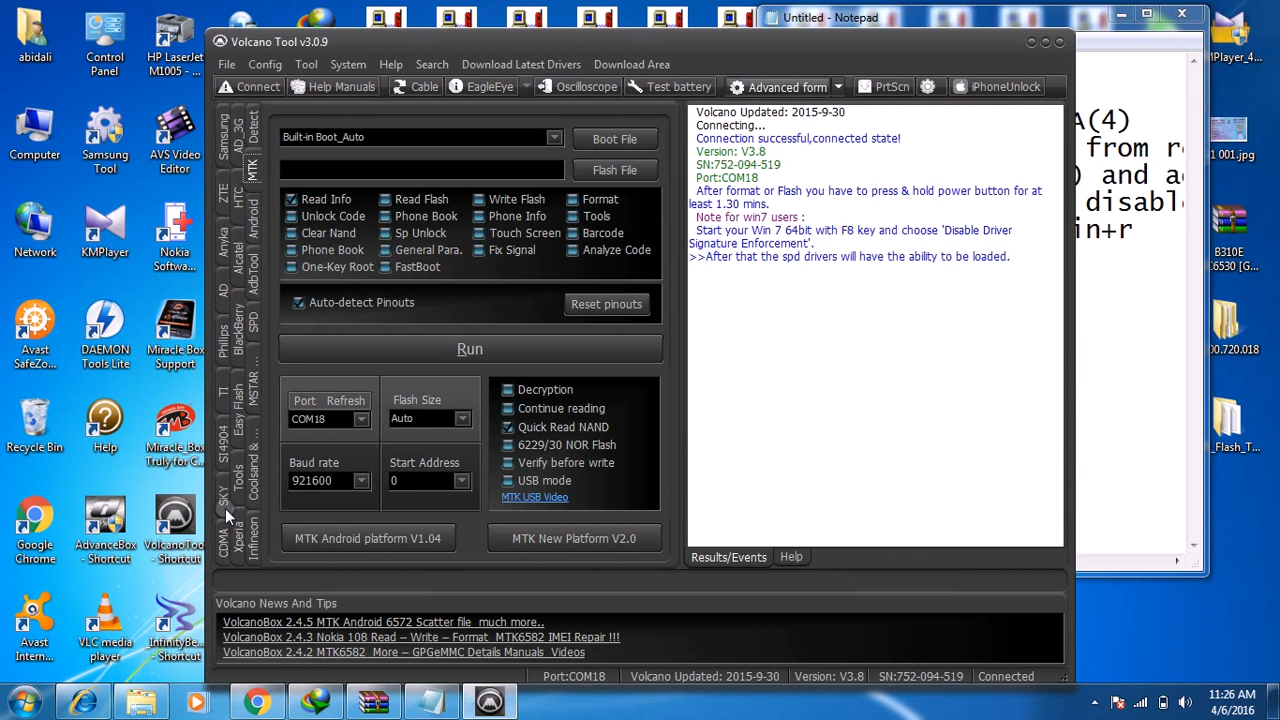 Untitled - Notepad
Volcano Tool v3.0.9
File Config Tool System Help Search Download Latest Drivers Download Area
Connect Help Manuals Cable EagleEye Oscilloscope Test battery Advanced form PrtScn iPhoneUnlock
abidali
Control Panel
HP LaserJet M1005 - ...
Computer
Samsung Tool
AVS Video Editor
Avira
KMPlayer
Nokia Softwa...
Avast SafeZo...
DAEMON Tools Lite
Miracle Box Support
Recycle Bin
Help
Miracle_Box Truly for C...
Google Chrome
AdvanceBox - Shortcut
VolcanoTool - Shortcut
Avast Intern...
VLC media player
InfinityBe... - Shortcut
Samsung
ZTE
Anyka
AD
Philips
TI
SI4904
SKY
CDMA
AD_3G
HTC
Alcatel
BlackBerry
Easy Flash
Tools
Xperia
Detect
MTK
Android
AdbTool
SPD
MSTAR ...
Coolsand & ...
Infineon
Built-in Boot_Auto
Boot File
Flash File
Read Info Read Flash Write Flash Format
Unlock Code Phone Book Phone Info Tools
Clear Nand Sp Unlock Touch Screen Barcode
Phone Book General Para. Fix Signal Analyze Code
One-Key Root FastBoot
Auto-detect Pinouts
Reset pinouts
Run
Port Refresh
COM18
Flash Size
Auto
Baud rate
921600
Start Address
0
Decryption
Continue reading
Quick Read NAND
6229/30 NOR Flash
Verify before write
USB mode
MTK USB Video
MTK Android platform V1.04
MTK New Platform V2.0
Volcano Updated: 2015-9-30
Connecting...
Connection successful,connected state!
Version: V3.8
SN:752-094-519
Port:COM18
After format or Flash you have to press & hold power button for at
least 1.30 mins.
Note for win7 users :
Start your Win 7 64bit with F8 key and choose 'Disable Driver
Signature Enforcement'.
>>After that the spd drivers will have the ability to be loaded.
Results/Events Help
Volcano News And Tips
VolcanoBox 2.4.5 MTK Android 6572 Scatter file much more..
VolcanoBox 2.4.3 Nokia 108 Read – Write – Format MTK6582 IMEI Repair !!!
VolcanoBox 2.4.2 MTK6582 More – GPGeMMC Details Manuals Videos
Port:COM18 Volcano Updated: 2015-9-30 Version: V3.8 SN:752-094-519 Connected
A(4)
from r
) and a
disabl
in+r
MPlayer_4...
1 001.jpg
B310E
C6530 [G...
00.720.018
_Flash_T...
11:26 AM
4/6/2016